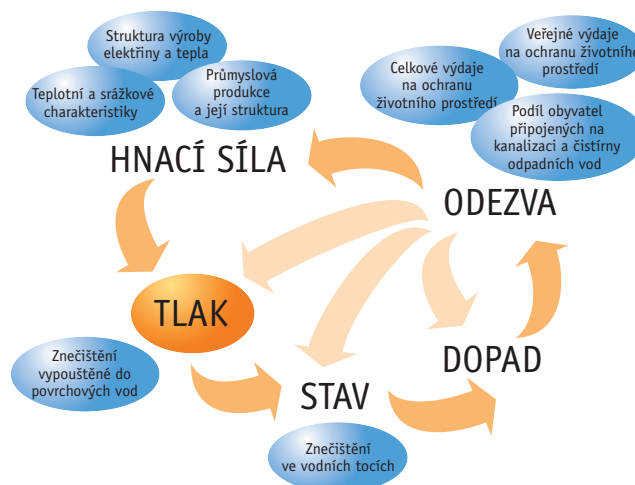 Struktura výroby
elektřiny a tepla
Teplotní a srážkové
charakteristiky
Průmyslová
produkce
a její struktura
Veřejné výdaje
na ochranu životního
prostředí
Celkové výdaje
na ochranu
životního prostředí
Podíl obyvatel
připojených na
kanalizaci a čistírny
odpadních vod
HNACÍ SÍLA
ODEZVA
TLAK
DOPAD
Znečištění
vypouštěné do
povrchových vod
STAV
Znečištění
ve vodních tocích